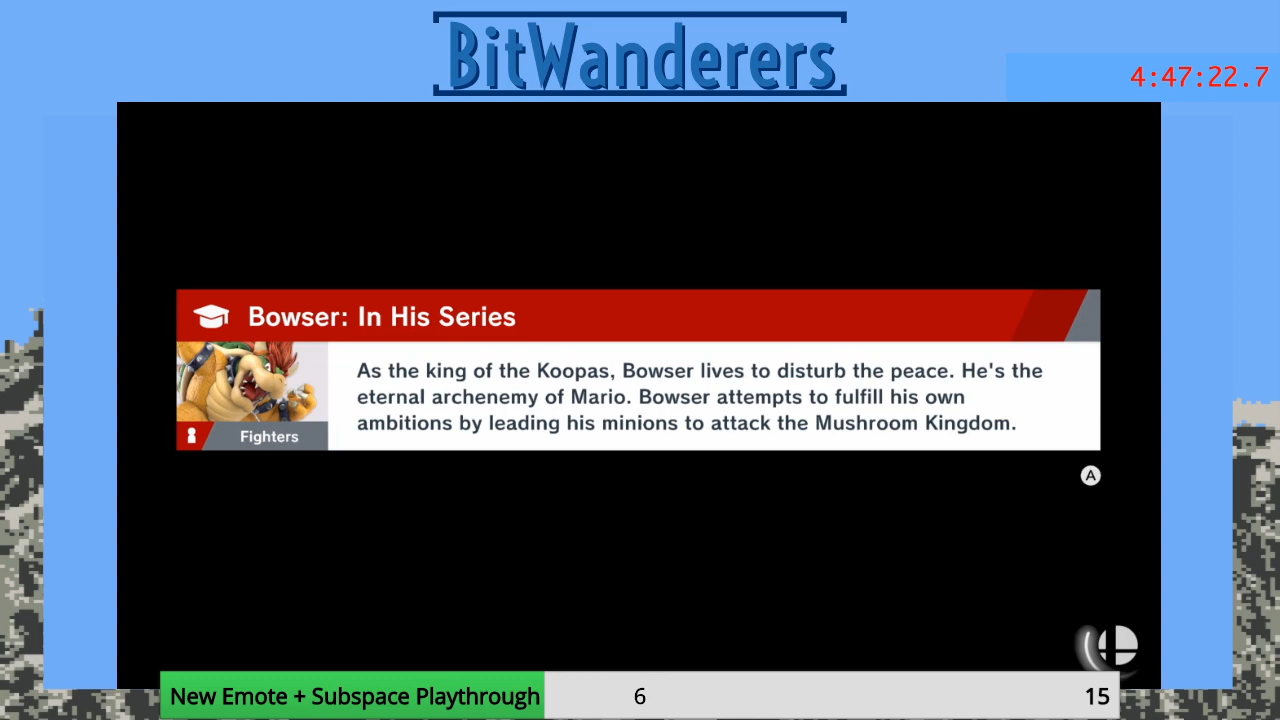 BitWanderers
4:47:22.7
Bowser: In His Series
As the king of the Koopas, Bowser lives to disturb the peace. He's the
eternal archenemy of Mario. Bowser attempts to fulfill his own
ambitions by leading his minions to attack the Mushroom Kingdom.
Fighters
A
New Emote + Subspace Playthrough 6 15